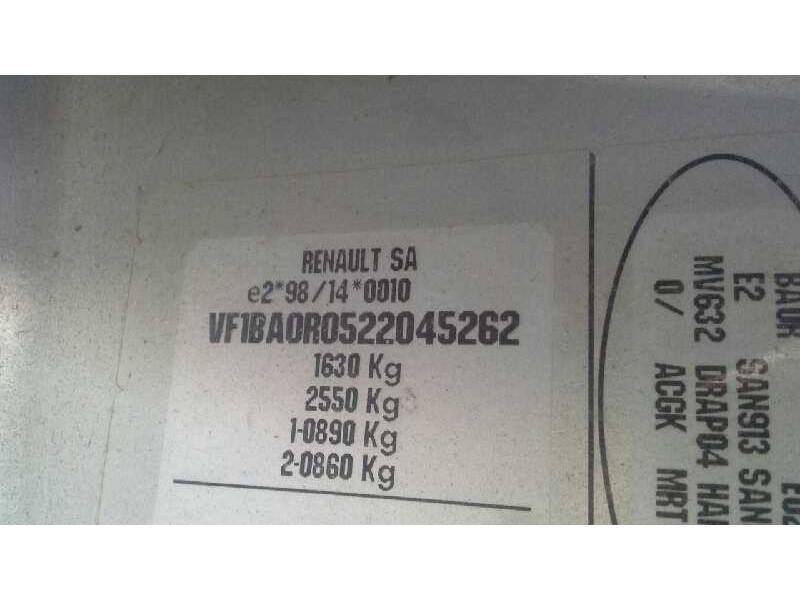 RENAULT SA
e2*98/14*0010
VF1BA0R0522045262
1630 Kg
2550 Kg
1-0890 Kg
2-0860 Kg
BA0R
E2 SAN913 SAN
MV632 DRAP04
0/ ACGK MRT